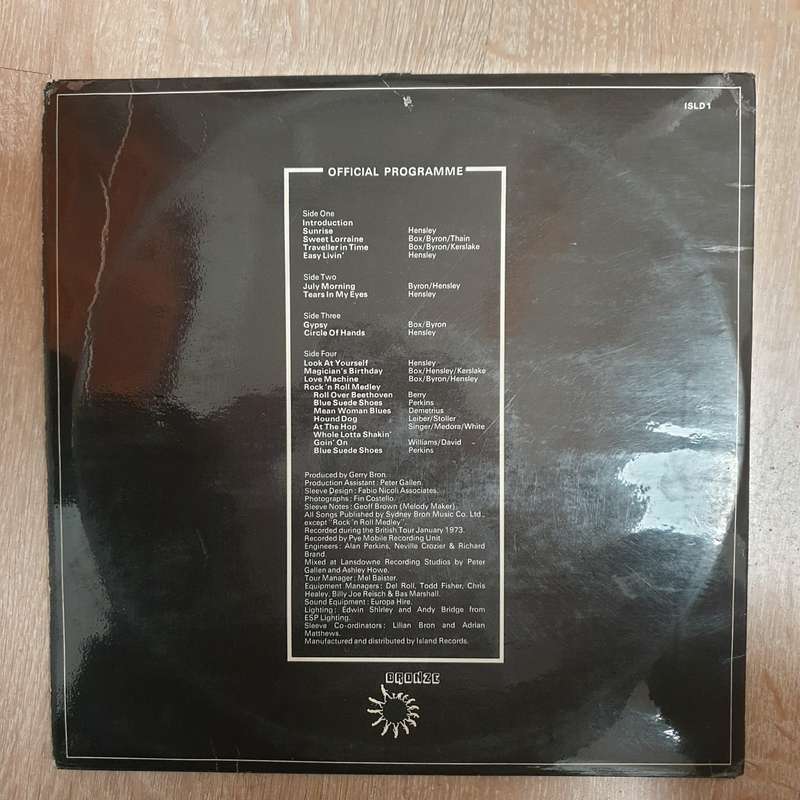 ISLD 1
OFFICIAL PROGRAMME
Side One
Introduction
Sunrise Hensley
Sweet Lorraine Box/Byron/Thain
Traveller in Time Box/Byron/Kerslake
Easy Livin' Hensley
Side Two
July Morning Byron/Hensley
Tears In My Eyes Hensley
Side Three
Gypsy Box/Byron
Circle Of Hands Hensley
Side Four
Look At Yourself Hensley
Magician's Birthday Box/Hensley/Kerslake
Love Machine Box/Byron/Hensley
Rock 'n Roll Medley
Roll Over Beethoven Berry
Blue Suede Shoes Perkins
Mean Woman Blues Demetrius
Hound Dog Leiber/Stoller
At The Hop Singer/Medora/White
Whole Lotta Shakin'
Goin' On Williams/David
Blue Suede Shoes Perkins
Produced by Gerry Bron.
Production Assistant: Peter Gallen.
Sleeve Design: Fabio Nicoli Associates.
Photographs: Fin Costello.
Sleeve Notes: Geoff Brown (Melody Maker).
All Songs Published by Sydney Bron Music Co. Ltd.,
except "Rock 'n Roll Medley".
Recorded during the British Tour January 1973.
Recorded by Pye Mobile Recording Unit.
Engineers: Alan Perkins, Neville Crozier & Richard
Brand.
Mixed at Lansdowne Recording Studios by Peter
Gallen and Ashley Howe.
Tour Manager: Mel Baister.
Equipment Managers: Del Roll, Todd Fisher, Chris
Healey, Billy Joe Reisch & Bas Marshall.
Sound Equipment: Europa Hire.
Lighting: Edwin Shirley and Andy Bridge from
ESP Lighting.
Sleeve Co-ordinators: Lilian Bron and Adrian
Matthews.
Manufactured and distributed by Island Records.
BRONZE